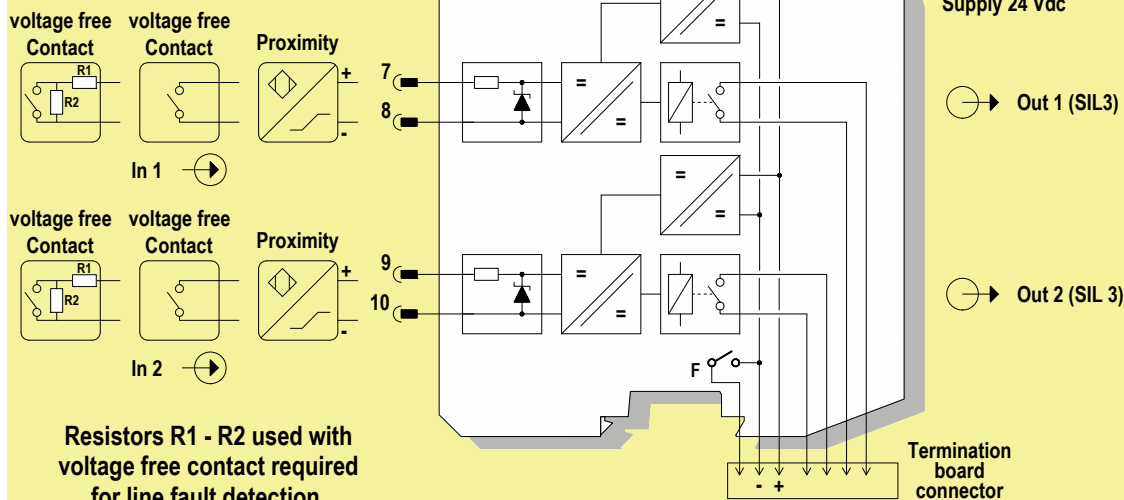 Supply 24 Vdc
voltage free voltage free
Contact Contact Proximity
R1
R2
+
-
7
8
=
=
=
Out 1 (SIL3)
In 1
=
=
voltage free voltage free
Contact Contact Proximity
R1
R2
+
-
9
10
=
=
Out 2 (SIL 3)
In 2
F
Resistors R1 - R2 used with
voltage free contact required
for line fault detection
Termination
board
connector
- +